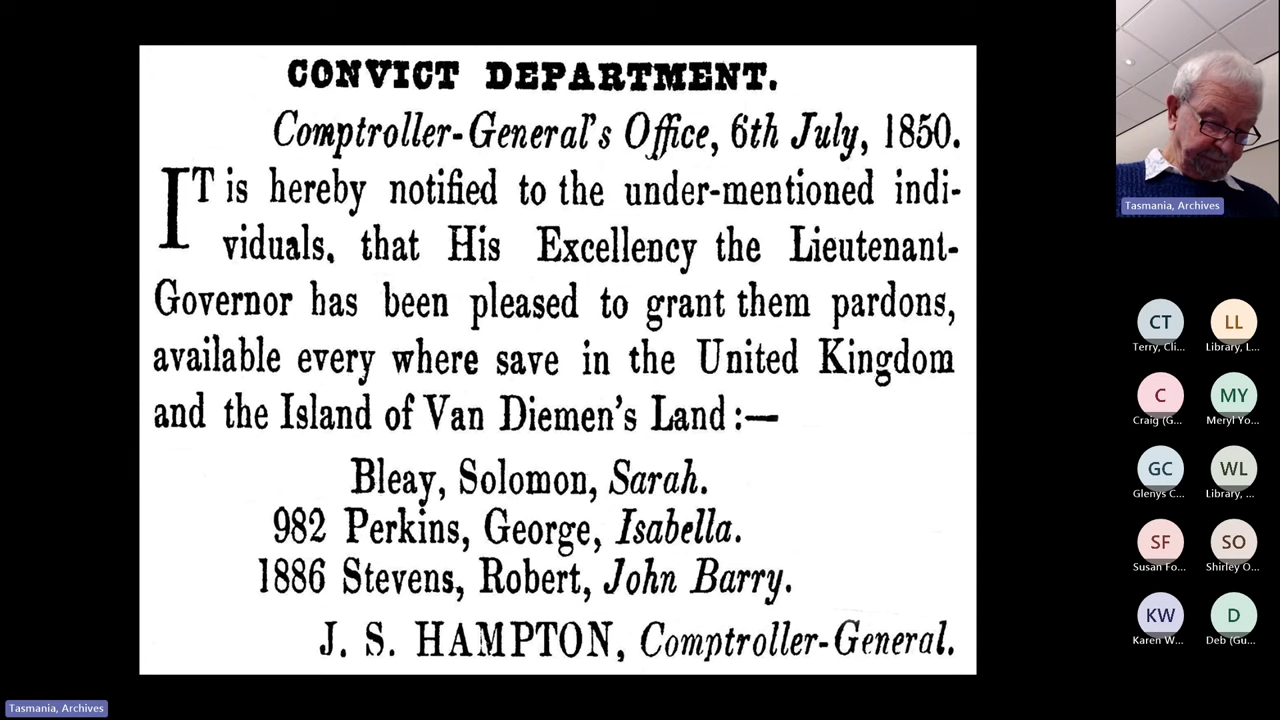 CONVICT DEPARTMENT.
Comptroller-General's Office, 6th July, 1850.
IT is hereby notified to the under-mentioned indi-
viduals, that His Excellency the Lieutenant-
Governor has been pleased to grant them pardons,
available every where save in the United Kingdom
and the Island of Van Diemen's Land :—
Bleay, Solomon, Sarah.
982 Perkins, George, Isabella.
1886 Stevens, Robert, John Barry.
J. S. HAMPTON, Comptroller-General.
Tasmania, Archives
CT
Terry, Cli...
LL
Library, L...
C
Craig (G...
MY
Meryl Yo...
GC
Glenys C...
WL
Library, ...
SF
Susan Fo...
SO
Shirley O...
KW
Karen W...
D
Deb (Gu...
Tasmania, Archives